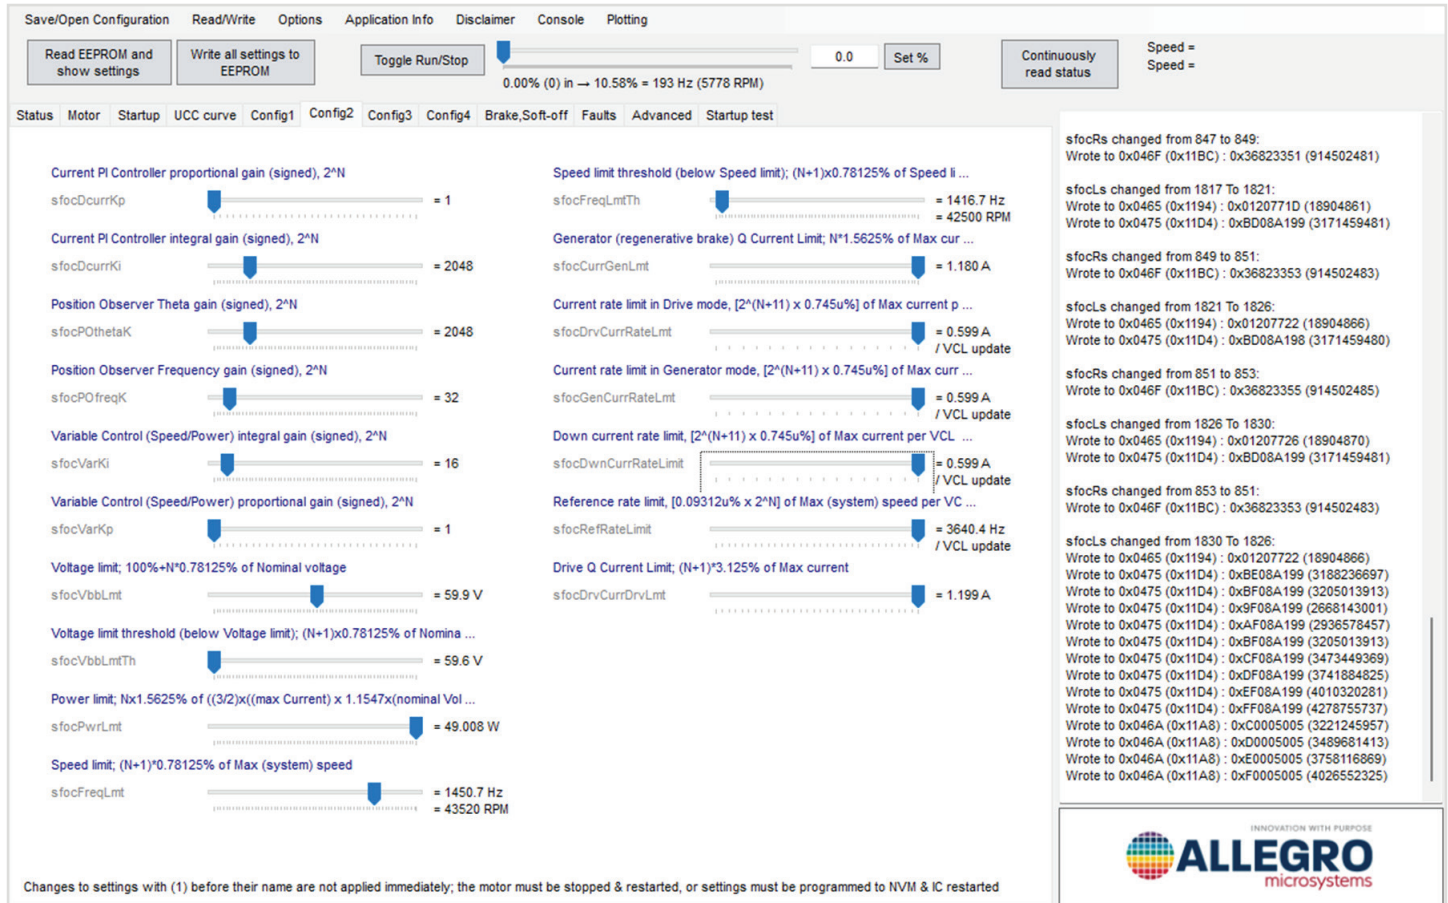 Save/Open Configuration Read/Write Options Application Info Disclaimer Console Plotting
Read EEPROM and show settings
Write all settings to EEPROM
Toggle Run/Stop
0.0
Set %
0.00% (0) in → 10.58% = 193 Hz (5778 RPM)
Continuously read status
Speed =
Speed =
Status Motor Startup UCC curve Config1 Config2 Config3 Config4 Brake,Soft-off Faults Advanced Startup test
Current PI Controller proportional gain (signed), 2^N
sfocDcurrKp = 1
Current PI Controller integral gain (signed), 2^N
sfocDcurrKi = 2048
Position Observer Theta gain (signed), 2^N
sfocPOthetaK = 2048
Position Observer Frequency gain (signed), 2^N
sfocPOfreqK = 32
Variable Control (Speed/Power) integral gain (signed), 2^N
sfocVarKi = 16
Variable Control (Speed/Power) proportional gain (signed), 2^N
sfocVarKp = 1
Voltage limit; 100%+N*0.78125% of Nominal voltage
sfocVbbLmt = 59.9 V
Voltage limit threshold (below Voltage limit); (N+1)x0.78125% of Nomina ...
sfocVbbLmtTh = 59.6 V
Power limit; Nx1.5625% of ((3/2)x((max Current) x 1.1547x(nominal Vol ...
sfocPwrLmt = 49.008 W
Speed limit; (N+1)*0.78125% of Max (system) speed
sfocFreqLmt = 1450.7 Hz
= 43520 RPM
Speed limit threshold (below Speed limit); (N+1)x0.78125% of Speed li ...
sfocFreqLmtTh = 1416.7 Hz
= 42500 RPM
Generator (regenerative brake) Q Current Limit; N*1.5625% of Max cur ...
sfocCurrGenLmt = 1.180 A
Current rate limit in Drive mode, [2^(N+11) x 0.745u%] of Max current p ...
sfocDrvCurrRateLmt = 0.599 A
/ VCL update
Current rate limit in Generator mode, [2^(N+11) x 0.745u%] of Max curr ...
sfocGenCurrRateLmt = 0.599 A
/ VCL update
Down current rate limit, [2^(N+11) x 0.745u%] of Max current per VCL ...
sfocDwnCurrRateLimit = 0.599 A
/ VCL update
Reference rate limit, [0.09312u% x 2^N] of Max (system) speed per VC ...
sfocRefRateLimit = 3640.4 Hz
/ VCL update
Drive Q Current Limit; (N+1)*3.125% of Max current
sfocDrvCurrDrvLmt = 1.199 A
Changes to settings with (1) before their name are not applied immediately; the motor must be stopped & restarted, or settings must be programmed to NVM & IC restarted
sfocRs changed from 847 to 849:
Wrote to 0x046F (0x11BC) : 0x36823351 (914502481)
sfocLs changed from 1817 To 1821:
Wrote to 0x0465 (0x1194) : 0x0120771D (18904861)
Wrote to 0x0475 (0x11D4) : 0xBD08A199 (3171459481)
sfocRs changed from 849 to 851:
Wrote to 0x046F (0x11BC) : 0x36823353 (914502483)
sfocLs changed from 1821 To 1826:
Wrote to 0x0465 (0x1194) : 0x01207722 (18904866)
Wrote to 0x0475 (0x11D4) : 0xBD08A198 (3171459480)
sfocRs changed from 851 to 853:
Wrote to 0x046F (0x11BC) : 0x36823355 (914502485)
sfocLs changed from 1826 To 1830:
Wrote to 0x0465 (0x1194) : 0x01207726 (18904870)
Wrote to 0x0475 (0x11D4) : 0xBD08A199 (3171459481)
sfocRs changed from 853 to 851:
Wrote to 0x046F (0x11BC) : 0x36823353 (914502483)
sfocLs changed from 1830 To 1826:
Wrote to 0x0465 (0x1194) : 0x01207722 (18904866)
Wrote to 0x0475 (0x11D4) : 0xBE08A199 (3188236697)
Wrote to 0x0475 (0x11D4) : 0xBF08A199 (3205013913)
Wrote to 0x0475 (0x11D4) : 0x9F08A199 (2668143001)
Wrote to 0x0475 (0x11D4) : 0xAF08A199 (2936578457)
Wrote to 0x0475 (0x11D4) : 0xBF08A199 (3205013913)
Wrote to 0x0475 (0x11D4) : 0xCF08A199 (3473449369)
Wrote to 0x0475 (0x11D4) : 0xDF08A199 (3741884825)
Wrote to 0x0475 (0x11D4) : 0xEF08A199 (4010320281)
Wrote to 0x0475 (0x11D4) : 0xFF08A199 (4278755737)
Wrote to 0x046A (0x11A8) : 0xC0005005 (3221245957)
Wrote to 0x046A (0x11A8) : 0xD0005005 (3489681413)
Wrote to 0x046A (0x11A8) : 0xE0005005 (3758116869)
Wrote to 0x046A (0x11A8) : 0xF0005005 (4026552325)
INNOVATION WITH PURPOSE
ALLEGRO
microsystems